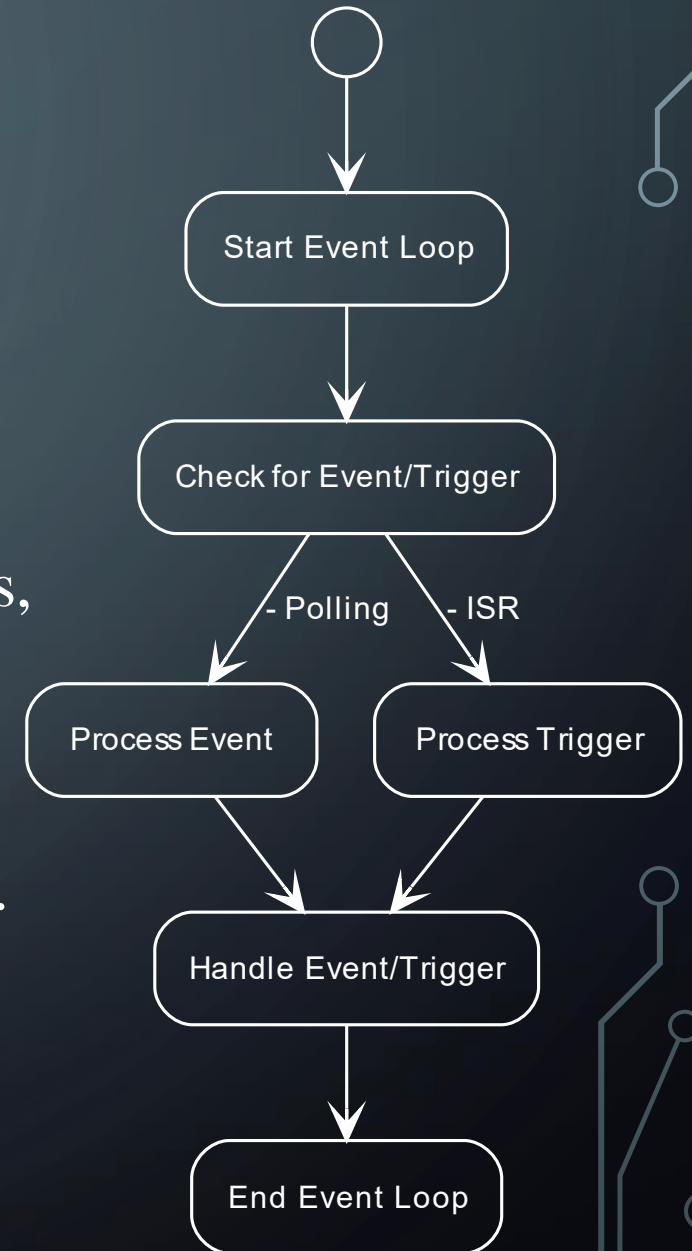 Start Event Loop
Check for Event/Trigger
s,
- Polling
- ISR
Process Event
Process Trigger
.
Handle Event/Trigger
End Event Loop